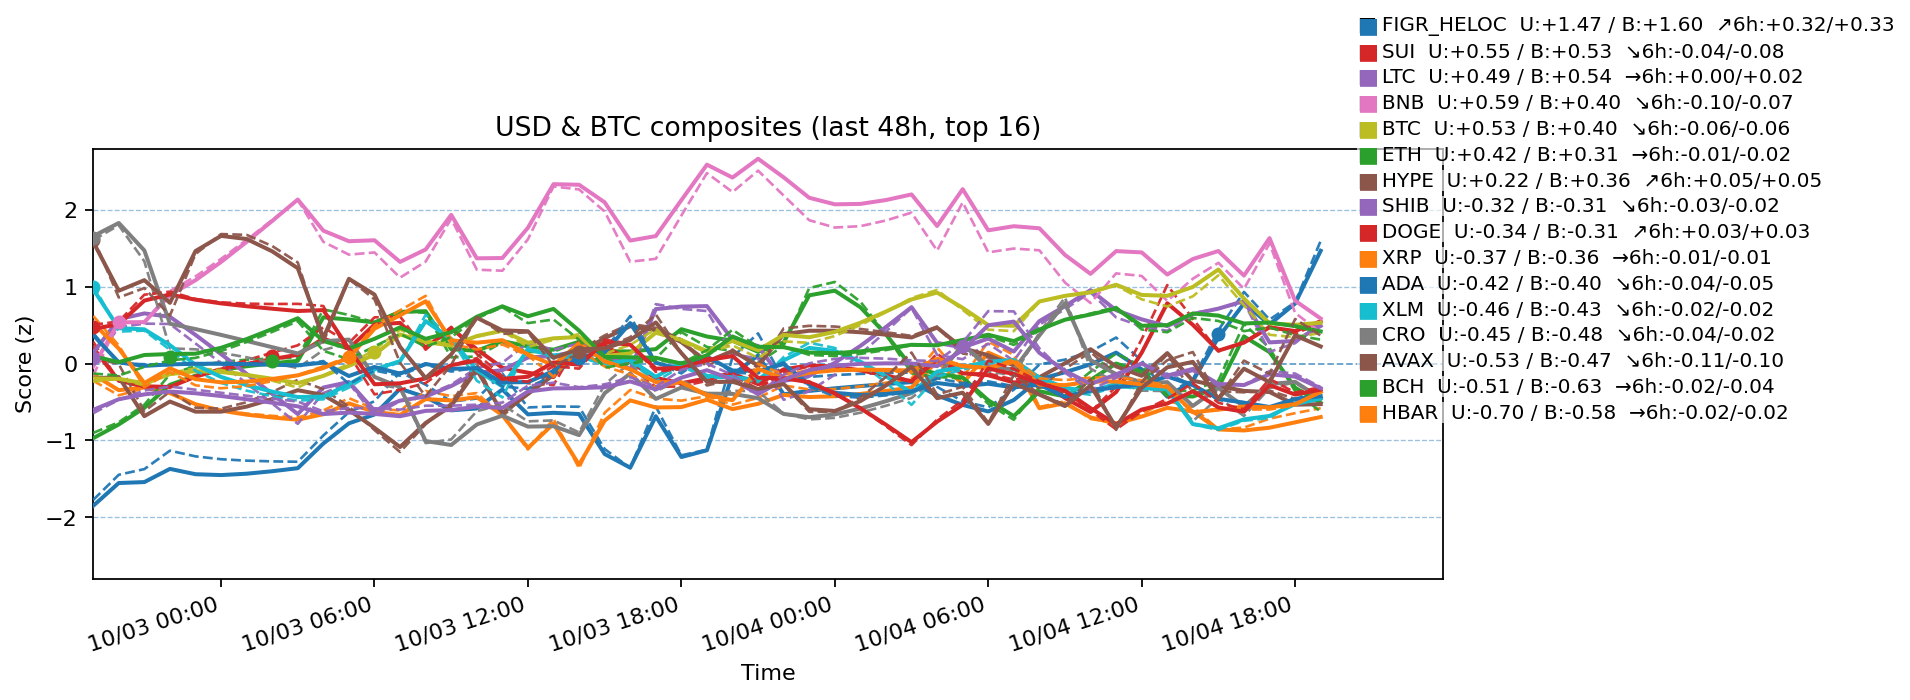 FIGR_HELOC U:+1.47 / B:+1.60 ↗6h:+0.32/+0.33
SUI U:+0.55 / B:+0.53 ↘6h:-0.04/-0.08
LTC U:+0.49 / B:+0.54 →6h:+0.00/+0.02
BNB U:+0.59 / B:+0.40 ↘6h:-0.10/-0.07
BTC U:+0.53 / B:+0.40 ↘6h:-0.06/-0.06
ETH U:+0.42 / B:+0.31 →6h:-0.01/-0.02
HYPE U:+0.22 / B:+0.36 ↗6h:+0.05/+0.05
SHIB U:-0.32 / B:-0.31 ↘6h:-0.03/-0.02
DOGE U:-0.34 / B:-0.31 ↗6h:+0.03/+0.03
XRP U:-0.37 / B:-0.36 →6h:-0.01/-0.01
ADA U:-0.42 / B:-0.40 ↘6h:-0.04/-0.05
XLM U:-0.46 / B:-0.43 ↘6h:-0.02/-0.02
CRO U:-0.45 / B:-0.48 ↘6h:-0.04/-0.02
AVAX U:-0.53 / B:-0.47 ↘6h:-0.11/-0.10
BCH U:-0.51 / B:-0.63 →6h:-0.02/-0.04
HBAR U:-0.70 / B:-0.58 →6h:-0.02/-0.02
USD & BTC composites (last 48h, top 16)
Score (z)
2
1
0
−1
−2
10/03 00:00
10/03 06:00
10/03 12:00
10/03 18:00
10/04 00:00
10/04 06:00
10/04 12:00
10/04 18:00
Time